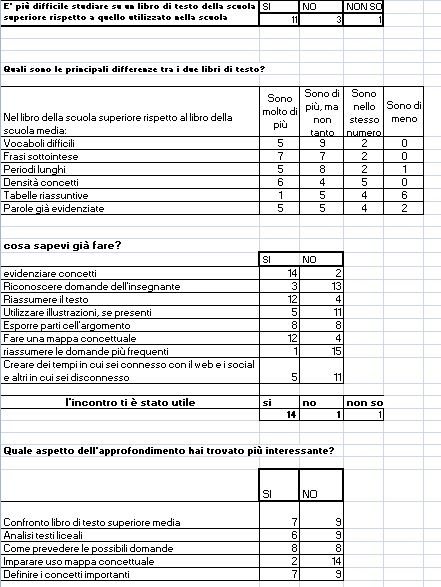 E' più difficile studiare su un libro di testo della scuola SI NO NON SO
superiore rispetto a quello utilizzato nella scuola 11 3 1
Quali sono le principali differenze tra i due libri di testo?
Nel libro della scuola superiore rispetto al libro della scuola media: Sono molto di più Sono di più, ma non tanto Sono nello stesso numero Sono di meno
Vocaboli difficili 5 9 2 0
Frasi sottointese 7 7 2 0
Periodi lunghi 5 8 2 1
Densità concetti 6 4 5 0
Tabelle riassuntive 1 5 4 6
Parole già evidenziate 5 5 4 2
cosa sapevi già fare?
SI NO
evidenziare concetti 14 2
Riconoscere domande dell'insegnante 3 13
Riassumere il testo 12 4
Utilizzare illustrazioni, se presenti 5 11
Esporre parti cell'argomento 8 8
Fare una mappa concettuale 12 4
riassumere le domande più frequenti 1 15
Creare dei tempi in cui sei connesso con il web e i social
e altri in cui sei disconnesso 5 11
l'incontro ti è stato utile si no non so
14 1 1
Quale aspetto dell'approfondimento hai trovato più interessante?
SI NO
Confronto libro di testo superiore media 7 9
Analisi testi liceali 6 9
Come prevedere le possibili domande 8 8
Imparare uso mappa concettuale 2 14
Definire i concetti importanti 7 9